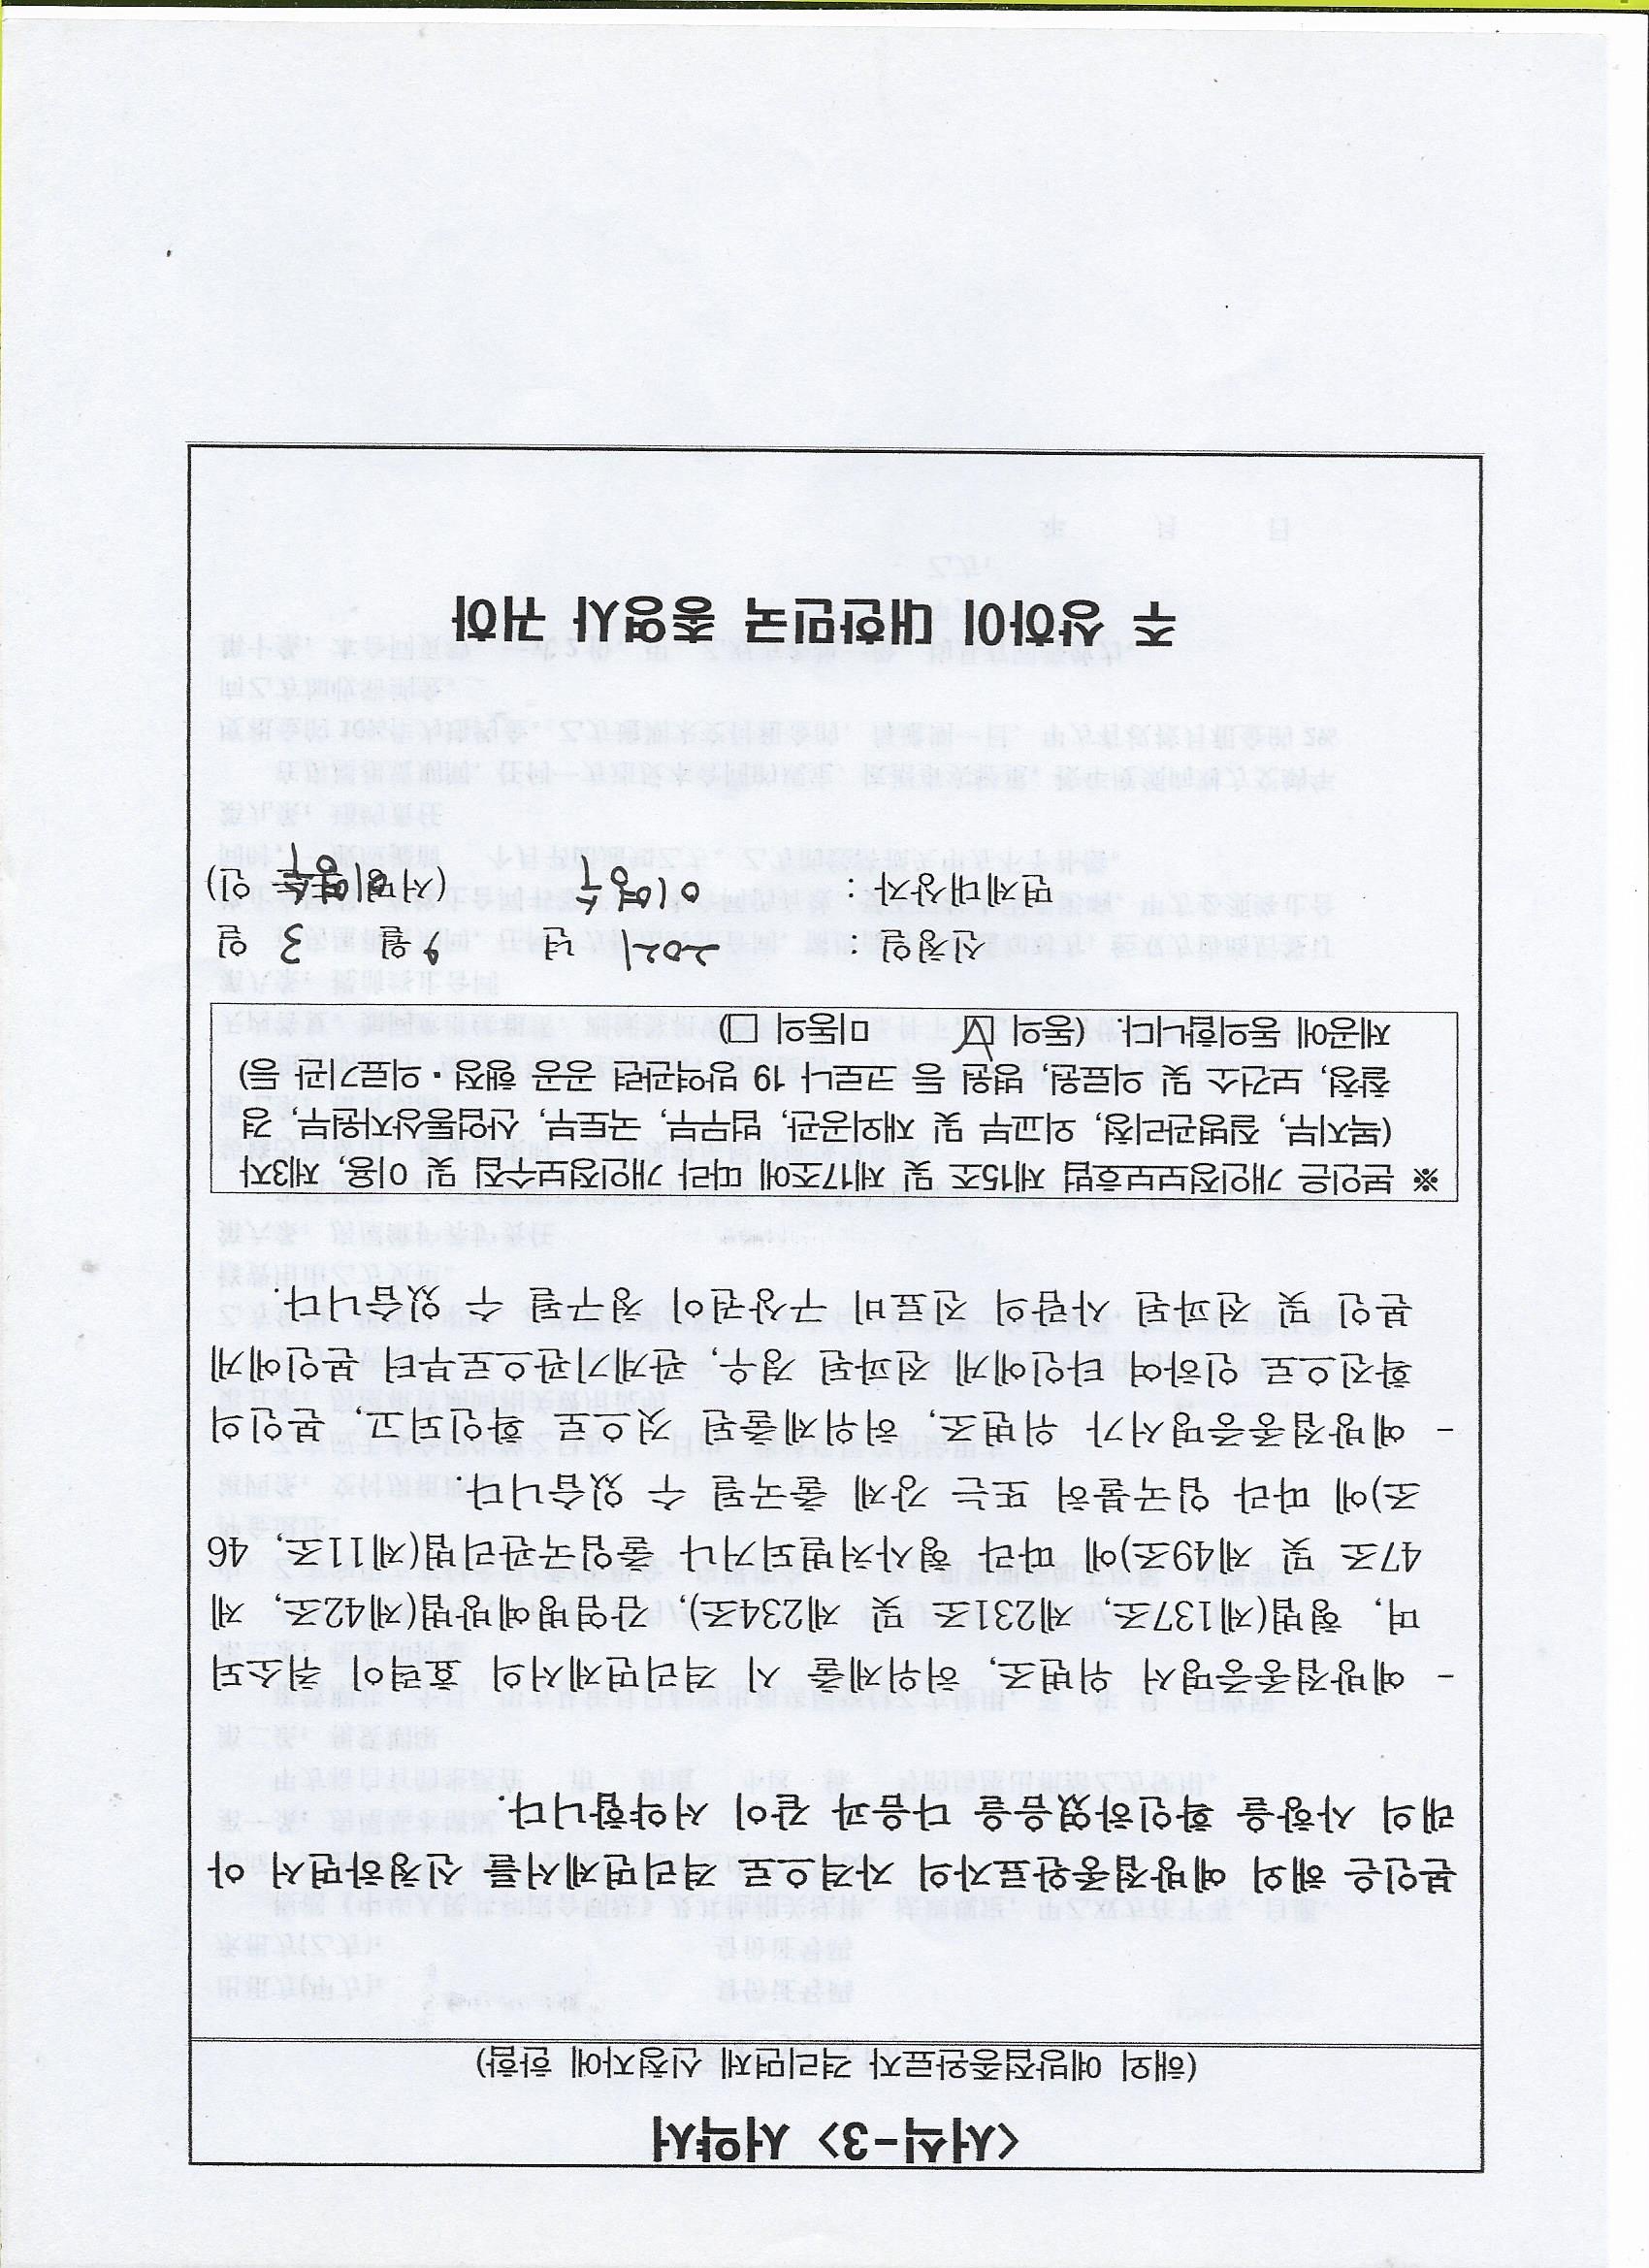 <서식-3> 서약서
(해외 예방접종완료자 격리면제 신청자에 한함)
본인은 해외 예방접종완료자의 자격으로 격리면제서를 신청하면서 아
래의 사항을 확인하였음을 다음과 같이 서약합니다.
- 예방접종증명서 위변조, 허위제출 시 격리면제서의 효력이 취소되
며, 형법(제137조, 제231조 및 제234조), 감염병예방법(제42조, 제
47조 및 제49조)에 따라 형사처벌되거나 출입국관리법(제11조, 46
조)에 따라 입국불허 또는 강제 출국될 수 있습니다.
- 예방접종증명서가 위변조, 허위제출된 것으로 확인되고, 본인의
확진으로 인하여 타인에게 전파된 경우, 관계기관으로부터 본인에게
본인 및 전파된 사람의 진료비 구상권이 청구될 수 있습니다.
※ 본인은 개인정보보호법 제15조 및 제17조에 따라 개인정보수집 및 이용, 제3자
(복지부, 질병관리청, 외교부 및 재외공관, 법무부, 국토부, 산업통상자원부, 경
찰청, 보건소 및 의료원, 병원 등 코로나 19 방역관련 공공 행정·의료기관 등)
제공에 동의합니다. (동의 ☑ 미동의 □)
신청일 : 2021 년 9월 3 일
면제대상자 : 이영수 (서명 이영수 또는 인)
주 상하이 대한민국 총영사 귀하